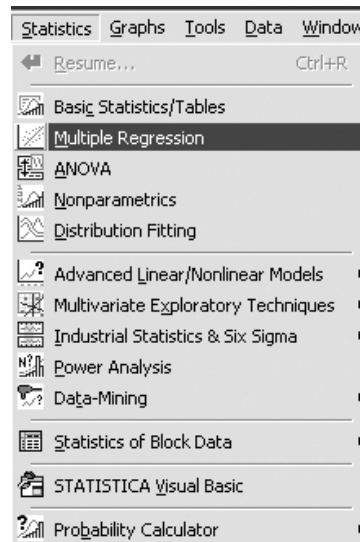 Statistics Graphs Tools Data Window
Resume... Ctrl+R
Basic Statistics/Tables
Multiple Regression
ANOVA
Nonparametrics
Distribution Fitting
Advanced Linear/Nonlinear Models
Multivariate Exploratory Techniques
Industrial Statistics & Six Sigma
Power Analysis
Data-Mining
Statistics of Block Data
STATISTICA Visual Basic
Probability Calculator